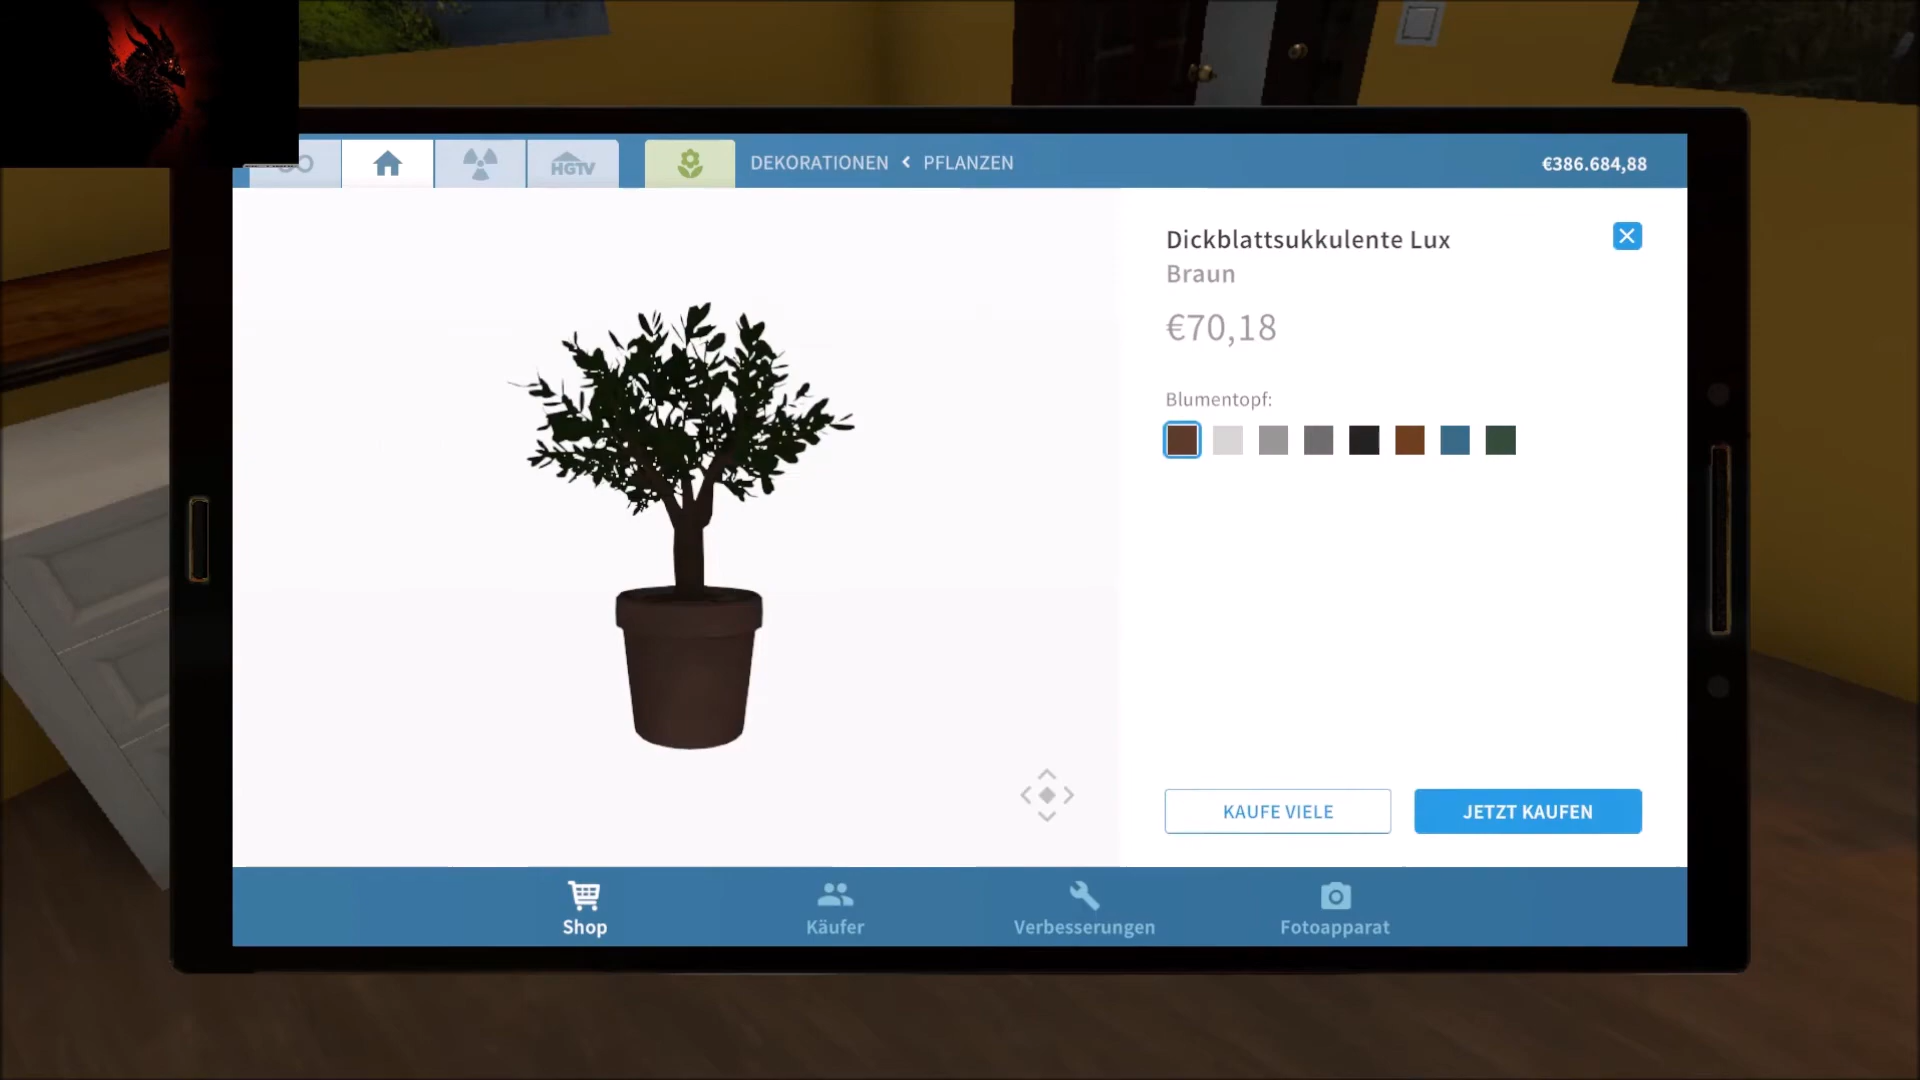 HGTV
DEKORATIONEN < PFLANZEN
€386.684,88
Dickblattsukkulente Lux
Braun
€70,18
Blumentopf:
KAUFE VIELE
JETZT KAUFEN
Shop
Käufer
Verbesserungen
Fotoapparat